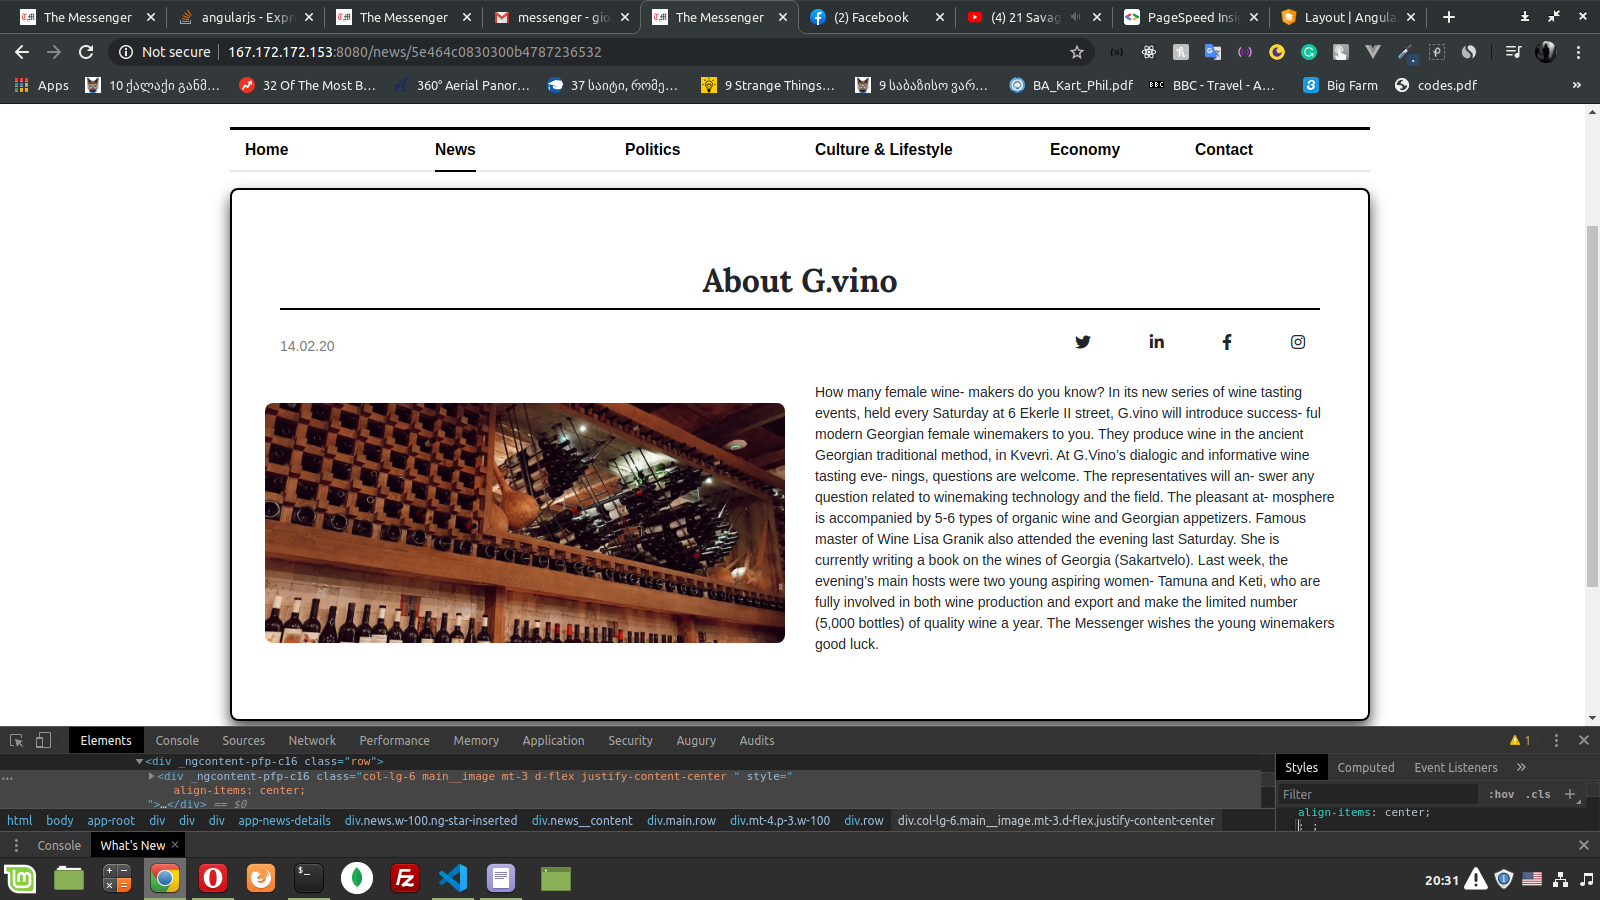 The Messenger
angularjs - Expr
The Messenger
messenger - gio
The Messenger
(2) Facebook
(4) 21 Savag
PageSpeed Insi
Layout | Angula
Not secure
167.172.172.153:8080/news/5e464c0830300b4787236532
Apps
10 ქალაქი განმ...
32 Of The Most B...
360° Aerial Panor...
37 საიტი, რომე...
9 Strange Things...
9 საბაზისო ვარ...
BA_Kart_Phil.pdf
BBC - Travel - A...
Big Farm
codes.pdf
»
Home
News
Politics
Culture & Lifestyle
Economy
Contact
About G.vino
14.02.20
How many female wine- makers do you know? In its new series of wine tasting
events, held every Saturday at 6 Ekerle II street, G.vino will introduce success- ful
modern Georgian female winemakers to you. They produce wine in the ancient
Georgian traditional method, in Kvevri. At G.Vino’s dialogic and informative wine
tasting eve- nings, questions are welcome. The representatives will an- swer any
question related to winemaking technology and the field. The pleasant at- mosphere
is accompanied by 5-6 types of organic wine and Georgian appetizers. Famous
master of Wine Lisa Granik also attended the evening last Saturday. She is
currently writing a book on the wines of Georgia (Sakartvelo). Last week, the
evening’s main hosts were two young aspiring women- Tamuna and Keti, who are
fully involved in both wine production and export and make the limited number
(5,000 bottles) of quality wine a year. The Messenger wishes the young winemakers
good luck.
Elements
Console
Sources
Network
Performance
Memory
Application
Security
Augury
Audits
1
<div _ngcontent-pfp-c16 class="row">
<div _ngcontent-pfp-c16 class="col-lg-6 main__image mt-3 d-flex justify-content-center " style="
align-items: center;
">…</div> == $0
html body app-root div div div app-news-details div.news.w-100.ng-star-inserted div.news__content div.main.row div.mt-4.p-3.w-100 div.row div.col-lg-6.main__image.mt-3.d-flex.justify-content-center
Styles
Computed
Event Listeners
»
Filter
:hov
.cls
+
align-items: center;
Console
What's New
20:31